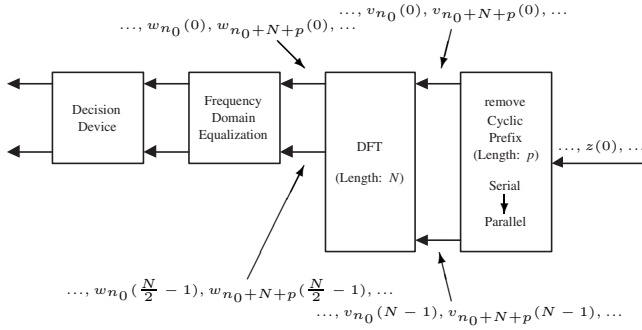 ..., w_{n_0}(0), w_{n_0+N+p}(0), ...
..., v_{n_0}(0), v_{n_0+N+p}(0), ...
Decision
Device
Frequency
Domain
Equalization
DFT
(Length: N)
remove
Cyclic
Prefix
(Length: p)
Serial
Parallel
..., z(0), ...
..., w_{n_0}(\frac{N}{2} − 1), w_{n_0+N+p}(\frac{N}{2} − 1), ...
..., v_{n_0}(N − 1), v_{n_0+N+p}(N − 1), ...